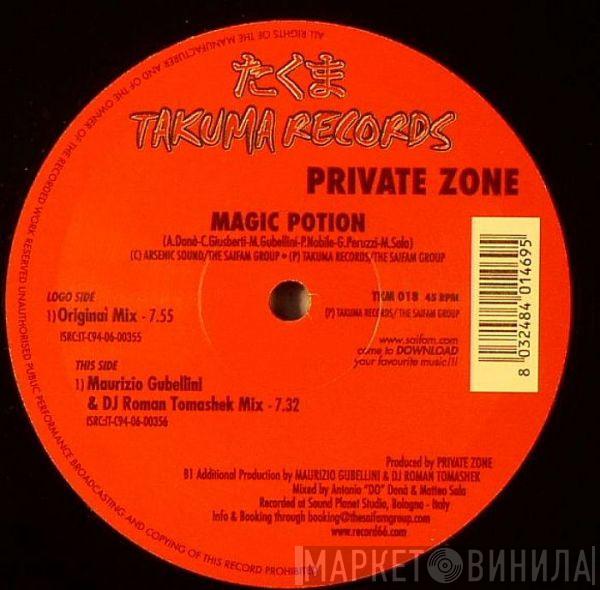 ALL RIGHTS OF THE MANUFACTURER AND OF THE OWNER OF THE RECORDED WORK RESERVED UNAUTHORISED PUBLIC PERFORMANCE BROADCASTING AND COPYING OF THIS RECORD PROHIBITED
たくま
TAKUMA RECORDS
PRIVATE ZONE
MAGIC POTION
(A.Donà-C.Giusberti-M.Gubellini-P.Nobile-G.Peruzzi-M.Sala)
(C) ARSENIC SOUND/THE SAIFAM GROUP • (P) TAKUMA RECORDS/THE SAIFAM GROUP
LOGO SIDE
1) Original Mix - 7.55
ISRC:IT-C94-06-00355
THIS SIDE
1) Maurizio Gubellini
& DJ Roman Tomashek Mix - 7.32
ISRC:IT-C94-06-00356
TKM 018 45 RPM
(P) TAKUMA RECORDS/THE SAIFAM GROUP
www.saifam.com
come to DOWNLOAD
your favourite music!!!
8 032484 014695
Produced by PRIVATE ZONE
B1 Additional Production by MAURIZIO GUBELLINI & DJ ROMAN TOMASHEK
Mixed by Antonio "DO" Donà & Matteo Sala
Recorded at Sound Planet Studio, Bologna - Italy
Info & Booking through booking@thesaifamgroup.com
www.record66.com
МАРКЕТ ВИНИЛА